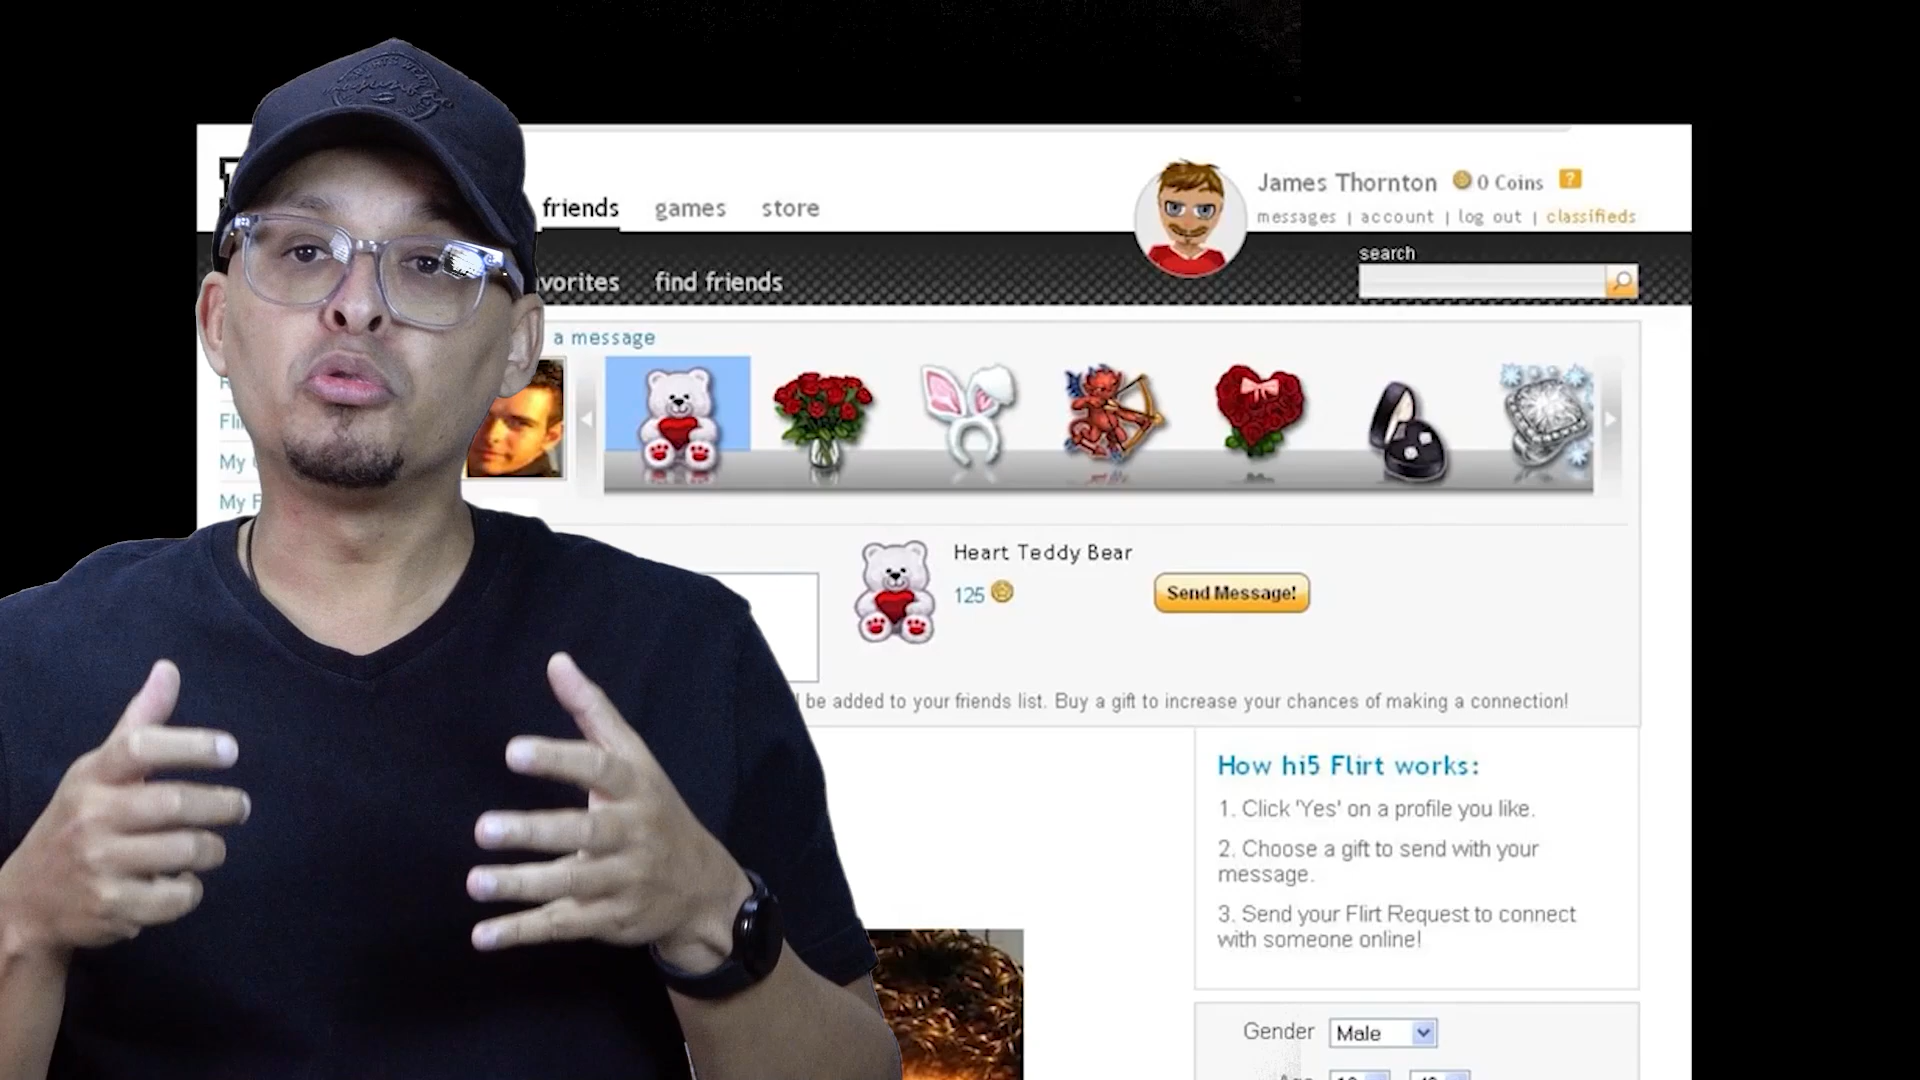 friends games store
James Thornton 0 Coins ?
messages | account | log out | classifieds
search
vorites find friends
a message
Fli
My
My F
Heart Teddy Bear
125
Send Message!
be added to your friends list. Buy a gift to increase your chances of making a connection!
How hi5 Flirt works:
1. Click 'Yes' on a profile you like.
2. Choose a gift to send with your
message.
3. Send your Flirt Request to connect
with someone online!
Gender Male